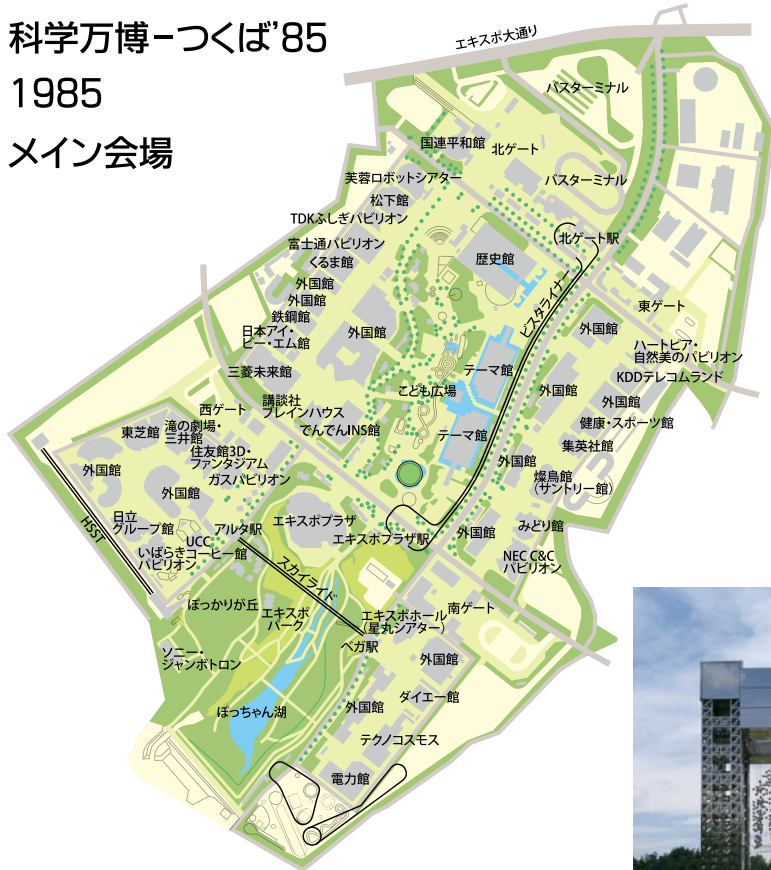 科学万博-つくば'85
1985
メイン会場
エキスポ大通り
バスターミナル
国連平和館
北ゲート
芙蓉ロボットシアター
バスターミナル
松下館
TDKふしぎパビリオン
富士通パビリオン
北ゲート駅
くるま館
歴史館
外国館
外国館
ビスタライナー
鉄鋼館
東ゲート
日本アイ・
ビー・エム館
外国館
外国館
ハートピア・
自然美のパビリオン
三菱未来館
テーマ館
KDDテレコムランド
こども広場
外国館
外国館
講談社
ブレインハウス
西ゲート
健康・スポーツ館
でんでんINS館
テーマ館
東芝館
滝の劇場・
三井館
集英社館
住友館3D・
ファンタジアム
外国館
外国館
燦鳥館
(サントリー館)
ガスパビリオン
外国館
日立
グループ館
アルタ駅
エキスポプラザ
みどり館
HSST
エキスポプラザ駅
外国館
UCC
コーヒー館
いばらき
パビリオン
NEC C&C
パビリオン
スカイライド
ぽっかりが丘
エキスポ
パーク
エキスポホール
(星丸シアター)
南ゲート
ベガ駅
ソニー・
ジャンボトロン
外国館
ダイエー館
ぽっちゃん湖
外国館
テクノコスモス
電力館